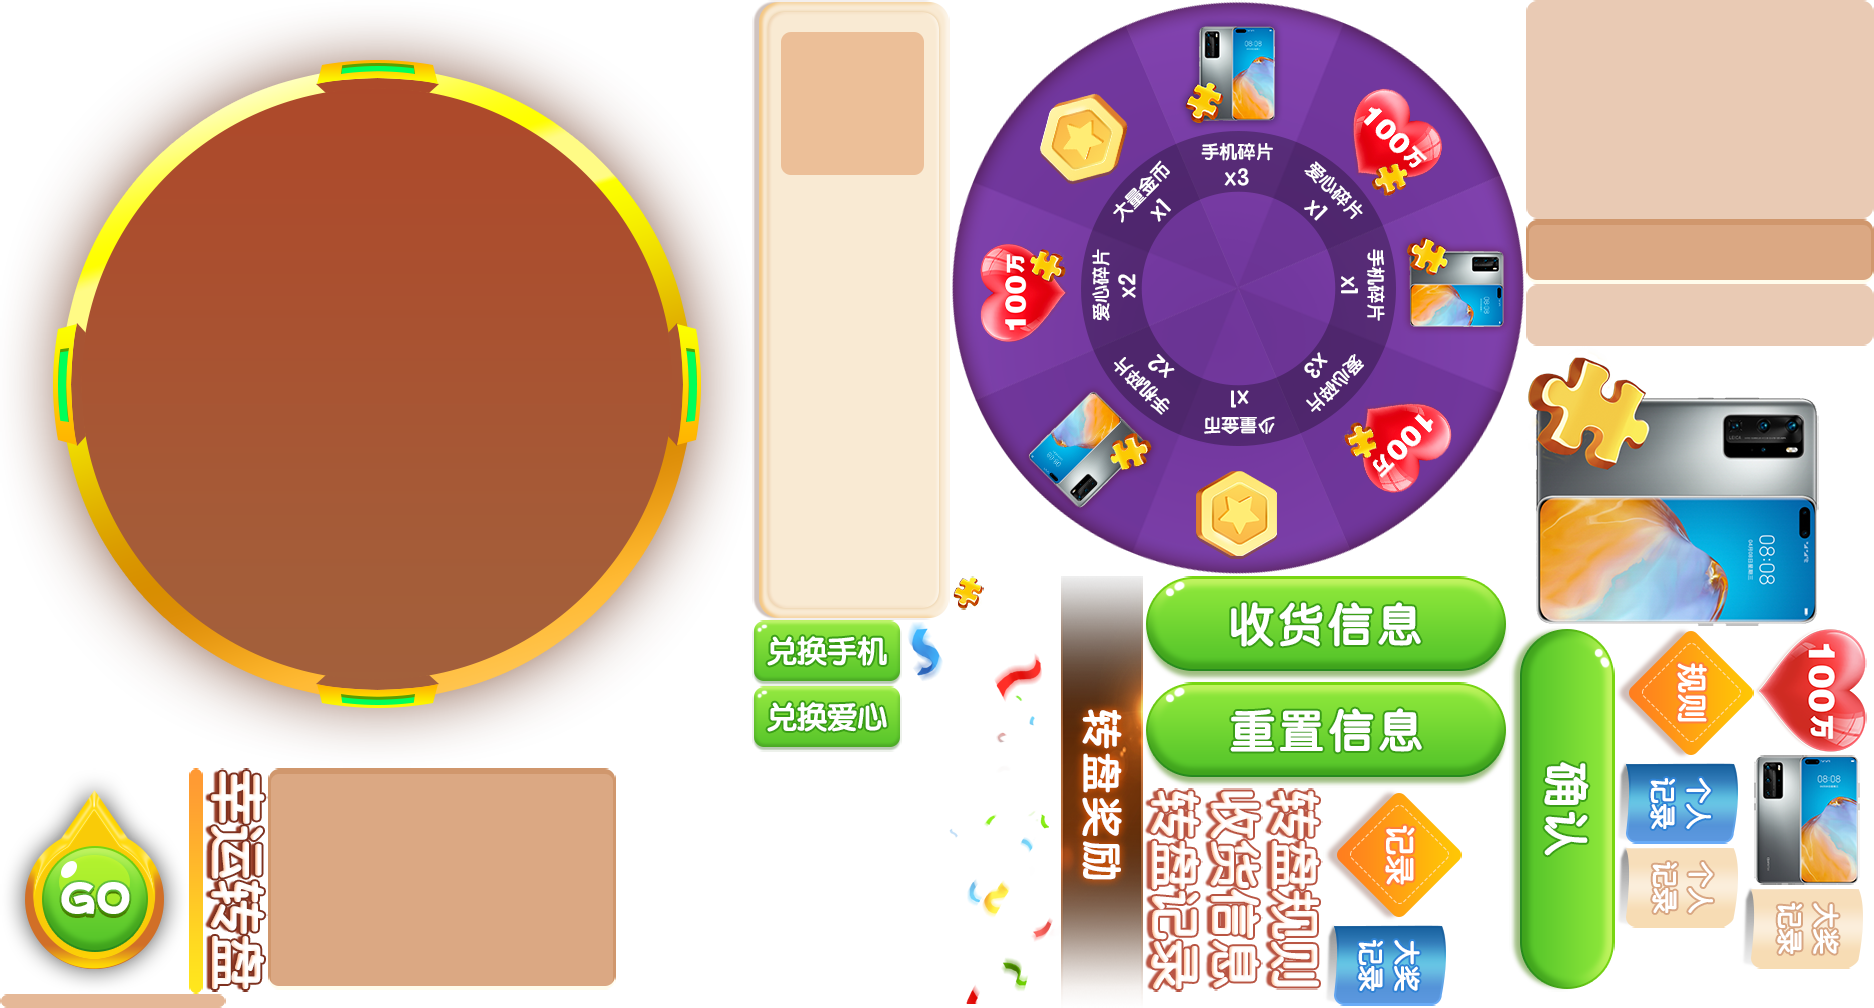 手机碎片
x3
爱心碎片
x1
手机碎片
x1
爱心碎片
x3
少量金币
x1
手机碎片
x2
爱心碎片
x2
大量金币
x1
100万
100万
100万
08:08
08:08
兑换手机
兑换爱心
收货信息
重置信息
转盘奖励
转盘规则
收货信息
转盘记录
记录
大奖
记录
确认
规则
100万
个人
记录
个人
记录
大奖
记录
08:08
GO
幸运转盘